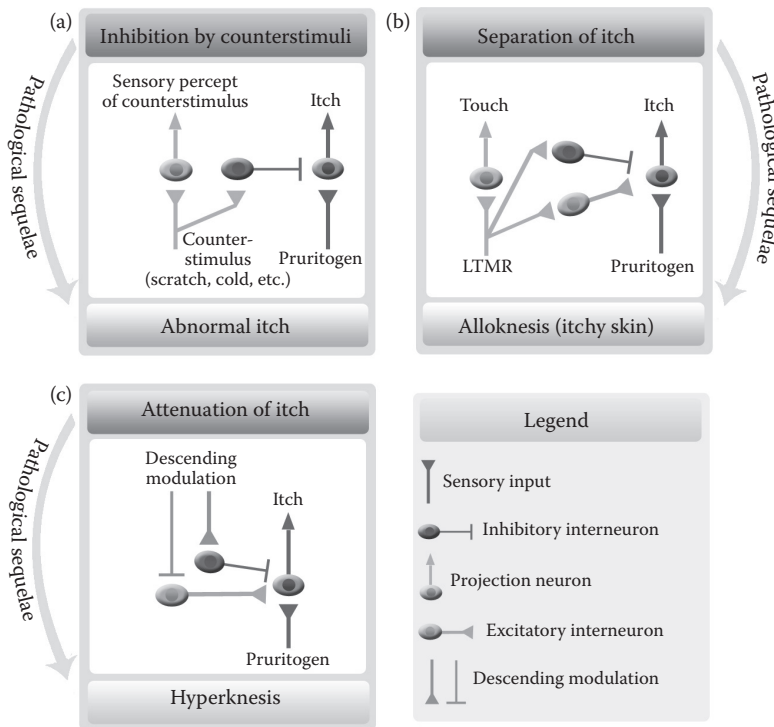 (a)
Inhibition by counterstimuli
Pathological sequelae
Sensory percept
of counterstimulus
Itch
Counter-
stimulus
(scratch, cold, etc.)
Pruritogen
Abnormal itch
(b)
Separation of itch
Pathological sequelae
Touch
Itch
LTMR
Pruritogen
Alloknesis (itchy skin)
(c)
Attenuation of itch
Pathological sequelae
Descending
modulation
Itch
Pruritogen
Hyperknesis
Legend
Sensory input
Inhibitory interneuron
Projection neuron
Excitatory interneuron
Descending modulation